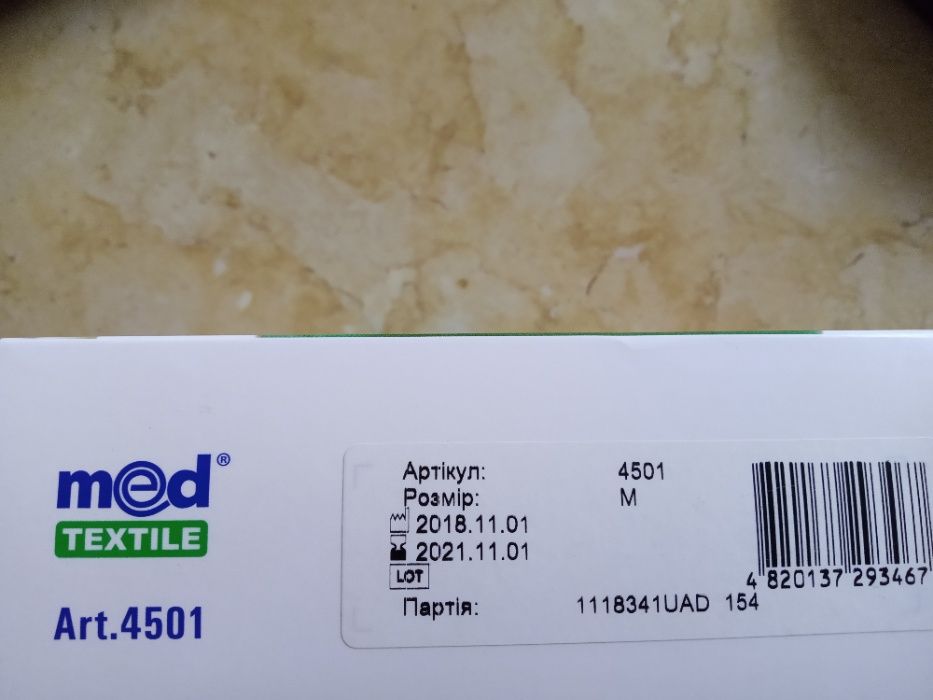 med®
TEXTILE
Art.4501
Артікул: 4501
Розмір: M
2018.11.01
2021.11.01
LOT
Партія: 1118341UAD 154
4 820137 293467